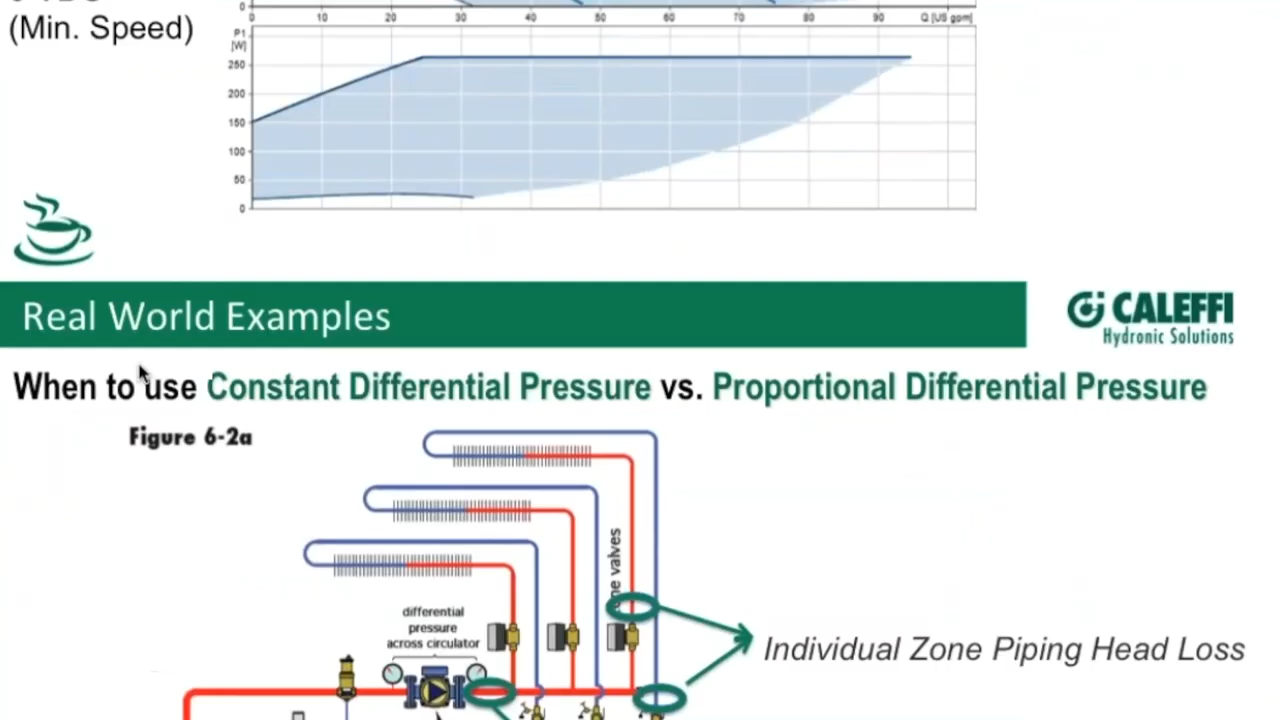 (Min. Speed)
0 10 20 30 40 50 60 70 80 90 Q [US gpm]
P1
[W]
250
200
150
100
50
0
Real World Examples
CALEFFI
Hydronic Solutions
When to use Constant Differential Pressure vs. Proportional Differential Pressure
Figure 6-2a
valves
differential
pressure
across circulator
Individual Zone Piping Head Loss